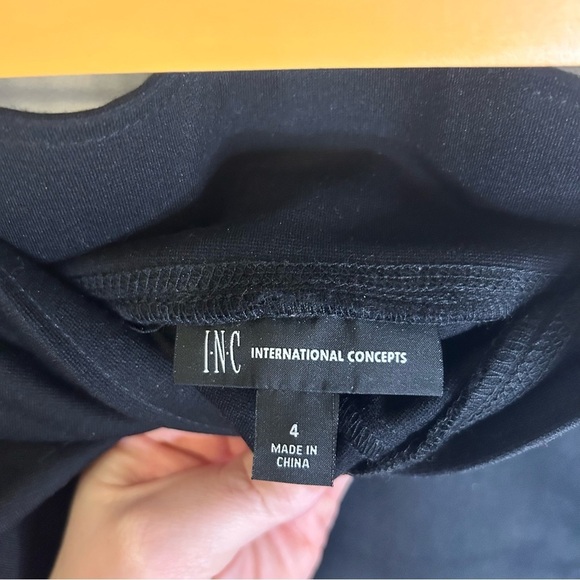 I·N·C INTERNATIONAL CONCEPTS
4
MADE IN
CHINA